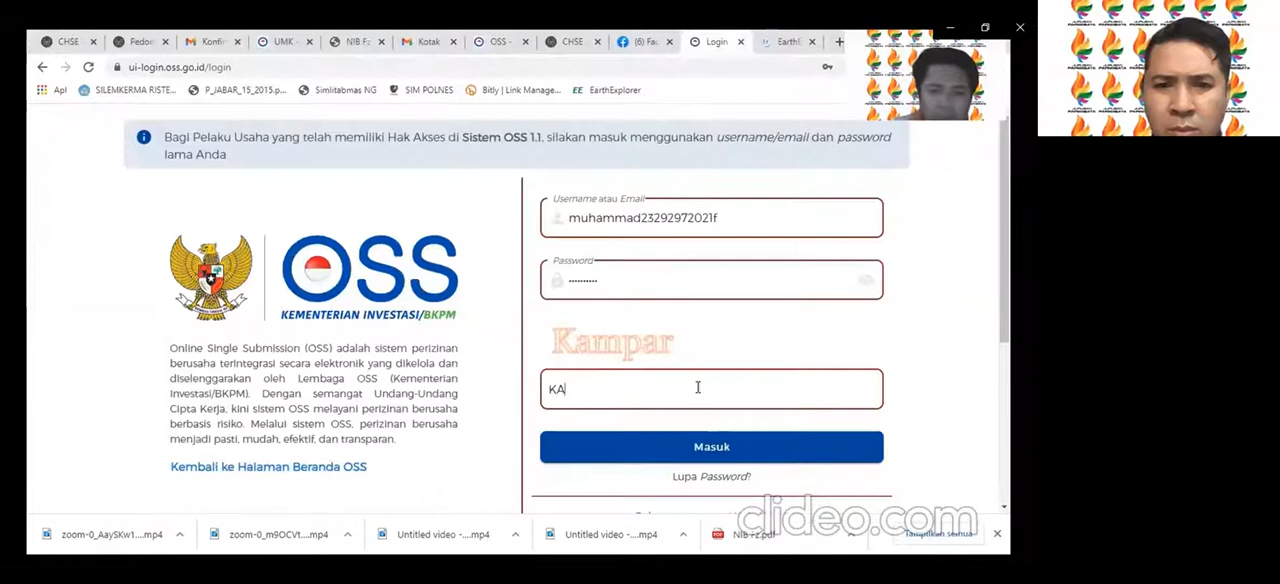 CHSE
Pedon
Konfir
UMK -
NIB Fz
Kotak
OSS -
CHSE
(6) Fac
Login
EarthE
ui-login.oss.go.id/login
Apl
SILEMKERMA RISTE...
P_JABAR_15_2015.p...
Simlitabmas NG
SIM POLNES
Bitly | Link Manage...
EE EarthExplorer
Bagi Pelaku Usaha yang telah memiliki Hak Akses di Sistem OSS 1.1, silakan masuk menggunakan username/email dan password
lama Anda
OSS
KEMENTERIAN INVESTASI/BKPM
Online Single Submission (OSS) adalah sistem perizinan
berusaha terintegrasi secara elektronik yang dikelola dan
diselenggarakan oleh Lembaga OSS (Kementerian
Investasi/BKPM). Dengan semangat Undang-Undang
Cipta Kerja, kini sistem OSS melayani perizinan berusaha
berbasis risiko. Melalui sistem OSS, perizinan berusaha
menjadi pasti, mudah, efektif, dan transparan.
Kembali ke Halaman Beranda OSS
Username atau Email
muhammad23292972021f
Password
Kampar
KA
Masuk
Lupa Password?
clideo.com
zoom-0_AaySKw1....mp4
zoom-0_m9OCVt....mp4
Untitled video -....mp4
Untitled video -....mp4
NIB Fz.pdf
Tampilkan semua